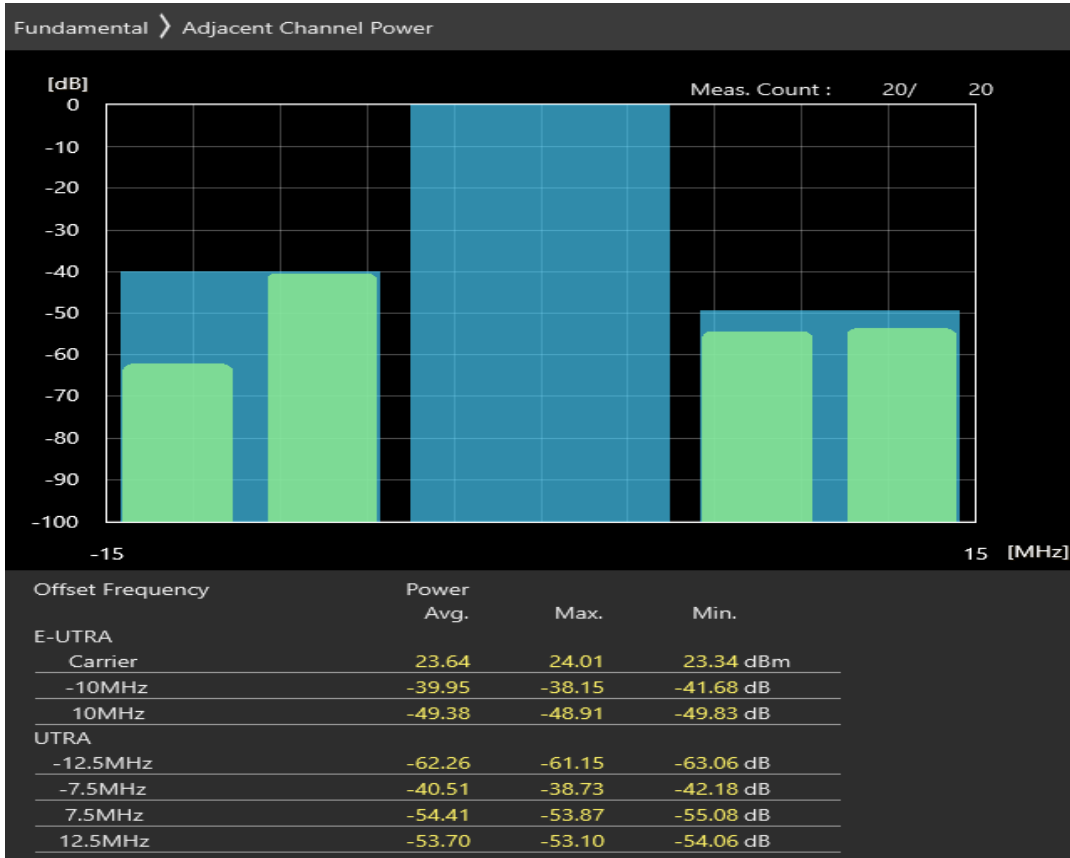 Fundamental ❯ Adjacent Channel Power
[dB]
Meas. Count : 20/ 20
0
-10
-20
-30
-40
-50
-60
-70
-80
-90
-100
-15 15 [MHz]
Offset Frequency Power
Avg. Max. Min.
E-UTRA
Carrier 23.64 24.01 23.34 dBm
-10MHz -39.95 -38.15 -41.68 dB
10MHz -49.38 -48.91 -49.83 dB
UTRA
-12.5MHz -62.26 -61.15 -63.06 dB
-7.5MHz -40.51 -38.73 -42.18 dB
7.5MHz -54.41 -53.87 -55.08 dB
12.5MHz -53.70 -53.10 -54.06 dB